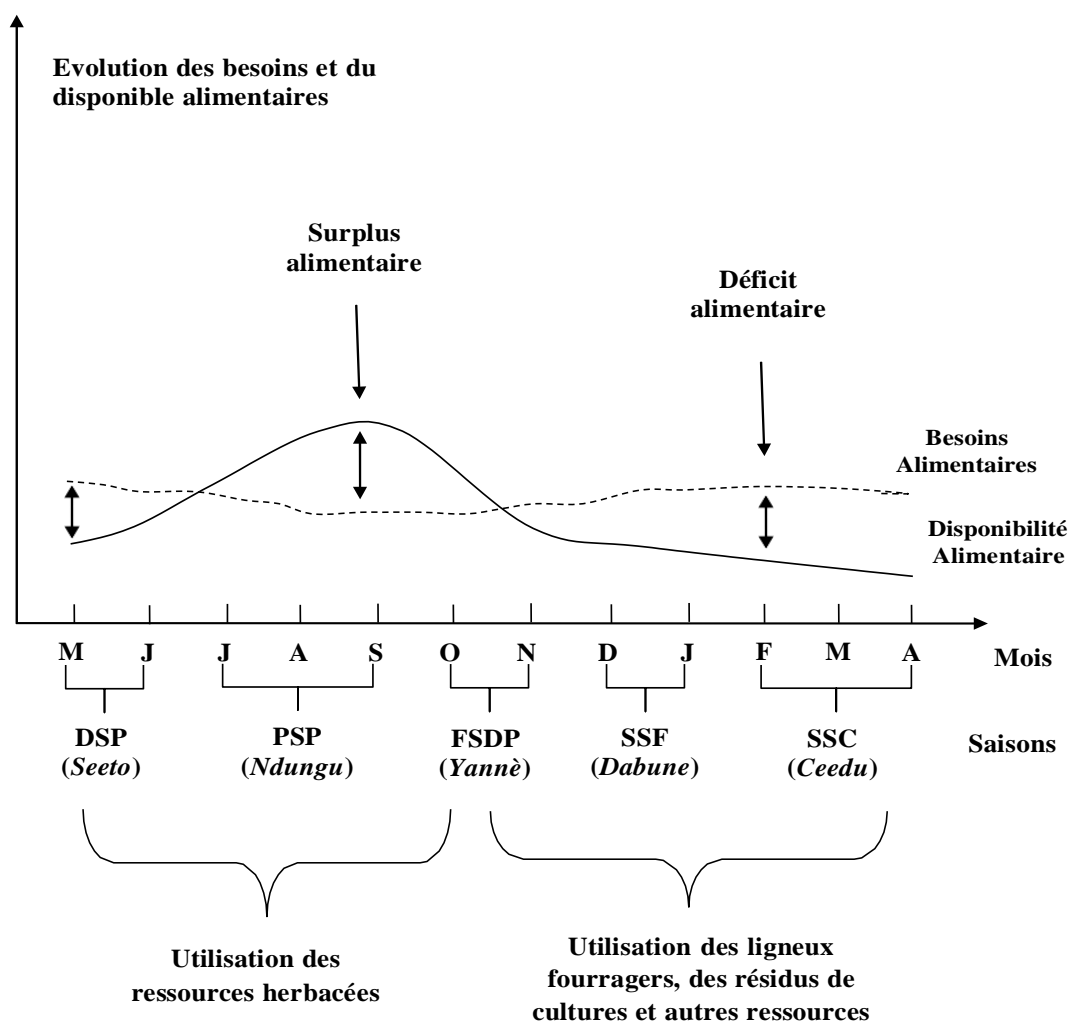 Evolution des besoins et du
disponible alimentaires
Surplus
alimentaire
Déficit
alimentaire
Besoins
Alimentaires
Disponibilité
Alimentaire
M J J A S O N D J F M A Mois
DSP PSP FSDP SSF SSC Saisons
(Seeto) (Ndungu) (Yannè) (Dabune) (Ceedu)
Utilisation des
ressources herbacées
Utilisation des ligneux
fourragers, des résidus de
cultures et autres ressources